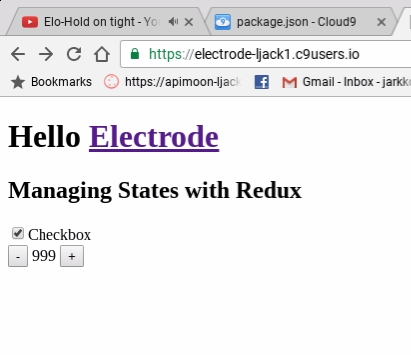 Elo-Hold on tight - Yo
package.json - Cloud9
https://electrode-ljack1.c9users.io
Bookmarks https://apimoon-ljack Gmail - Inbox - jarkko
Hello Electrode
Managing States with Redux
Checkbox
- 999 +